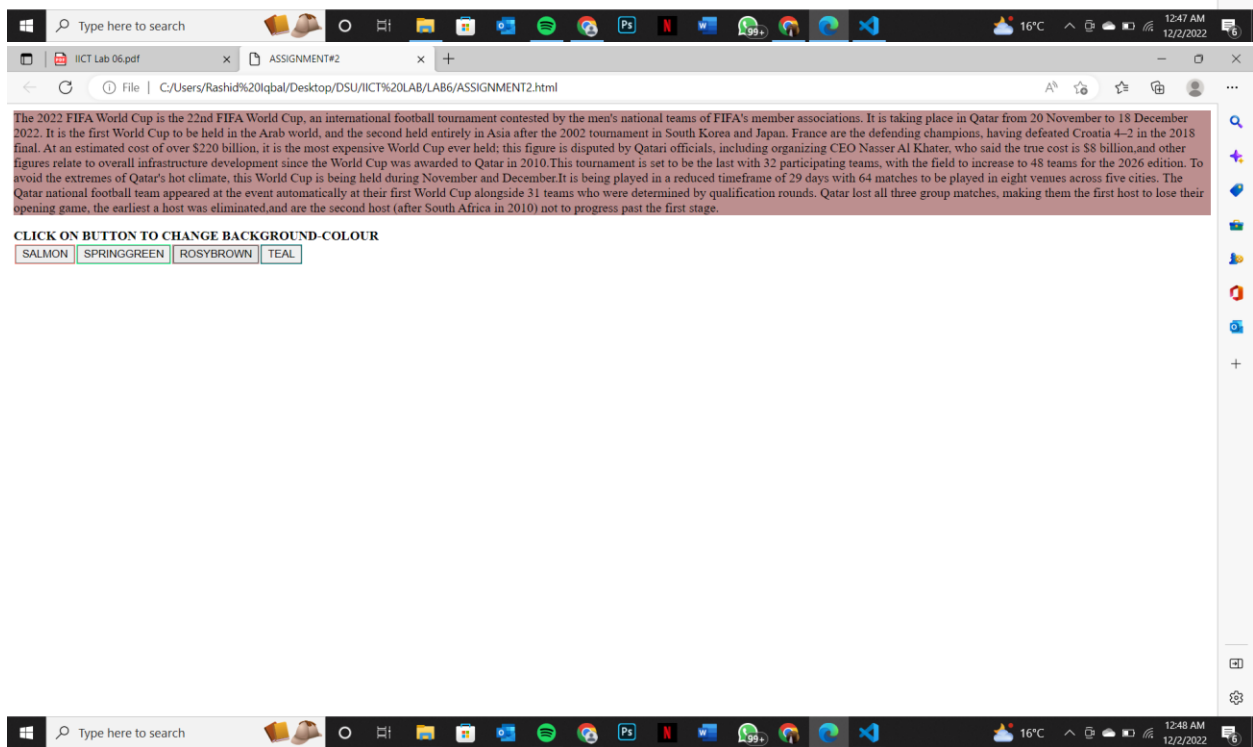 Type here to search
Ps
N
W
99+
16°C
12:47 AM
12/2/2022
6
IICT Lab 06.pdf
ASSIGNMENT#2
File | C:/Users/Rashid%20Iqbal/Desktop/DSU/IICT%20LAB/LAB6/ASSIGNMENT2.html
The 2022 FIFA World Cup is the 22nd FIFA World Cup, an international football tournament contested by the men's national teams of FIFA's member associations. It is taking place in Qatar from 20 November to 18 December
2022. It is the first World Cup to be held in the Arab world, and the second held entirely in Asia after the 2002 tournament in South Korea and Japan. France are the defending champions, having defeated Croatia 4–2 in the 2018
final. At an estimated cost of over $220 billion, it is the most expensive World Cup ever held; this figure is disputed by Qatari officials, including organizing CEO Nasser Al Khater, who said the true cost is $8 billion,and other
figures relate to overall infrastructure development since the World Cup was awarded to Qatar in 2010.This tournament is set to be the last with 32 participating teams, with the field to increase to 48 teams for the 2026 edition. To
avoid the extremes of Qatar's hot climate, this World Cup is being held during November and December.It is being played in a reduced timeframe of 29 days with 64 matches to be played in eight venues across five cities. The
Qatar national football team appeared at the event automatically at their first World Cup alongside 31 teams who were determined by qualification rounds. Qatar lost all three group matches, making them the first host to lose their
opening game, the earliest a host was eliminated,and are the second host (after South Africa in 2010) not to progress past the first stage.
CLICK ON BUTTON TO CHANGE BACKGROUND-COLOUR
SALMON SPRINGGREEN ROSYBROWN TEAL
Type here to search
Ps
N
W
99+
16°C
12:48 AM
12/2/2022
6